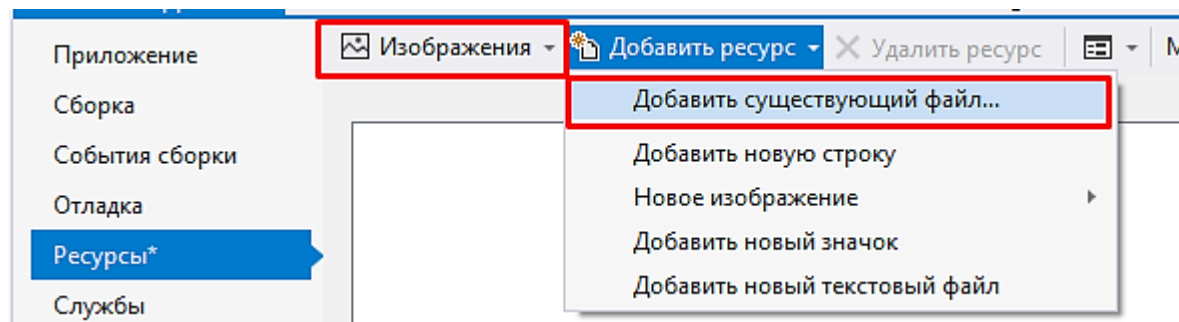 Приложение
Изображения
Добавить ресурс
Удалить ресурс
Сборка
Добавить существующий файл...
События сборки
Добавить новую строку
Отладка
Новое изображение
Ресурсы*
Добавить новый значок
Службы
Добавить новый текстовый файл